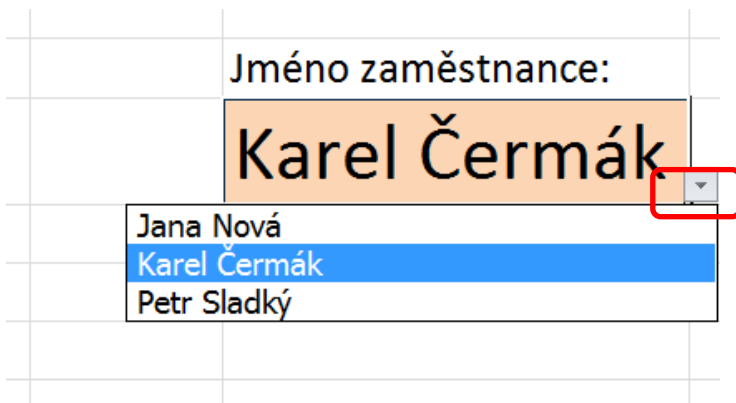 Jméno zaměstnance:
Karel Čermák
Jana Nová
Karel Čermák
Petr Sladký